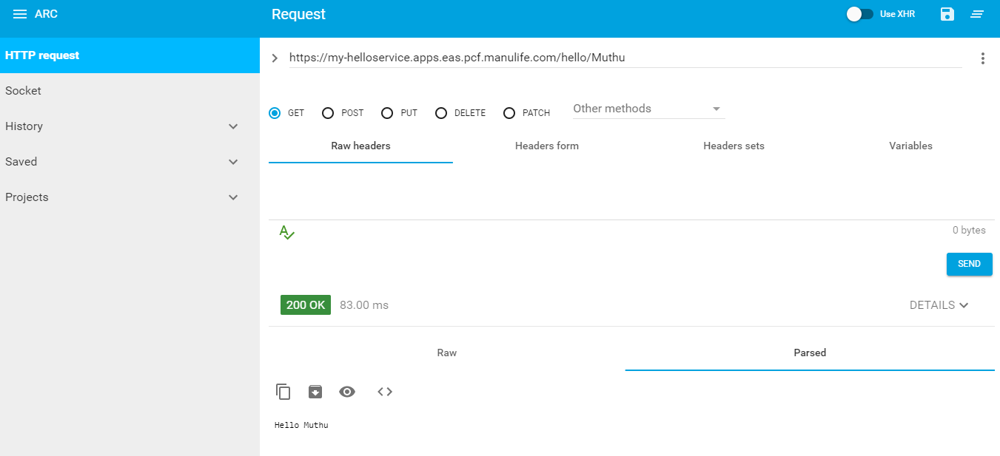 ARC
Request
Use XHR
HTTP request
Socket
History
Saved
Projects
https://my-helloservice.apps.eas.pcf.manulife.com/hello/Muthu
GET POST PUT DELETE PATCH Other methods
Raw headers Headers form Headers sets Variables
0 bytes
SEND
200 OK 83.00 ms DETAILS
Raw Parsed
Hello Muthu